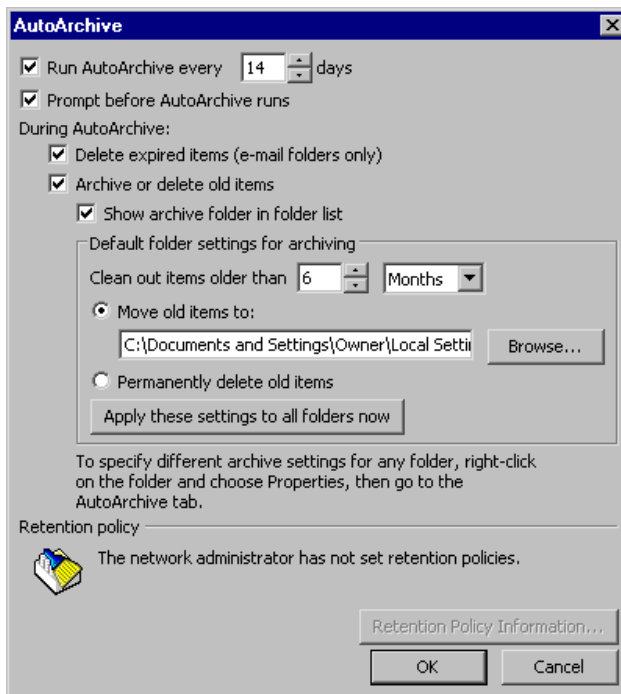 AutoArchive
Run AutoArchive every 14 days
Prompt before AutoArchive runs
During AutoArchive:
Delete expired items (e-mail folders only)
Archive or delete old items
Show archive folder in folder list
Default folder settings for archiving
Clean out items older than 6 Months
Move old items to:
C:\Documents and Settings\Owner\Local Settin
Browse...
Permanently delete old items
Apply these settings to all folders now
To specify different archive settings for any folder, right-click
on the folder and choose Properties, then go to the
AutoArchive tab.
Retention policy
The network administrator has not set retention policies.
Retention Policy Information...
OK Cancel